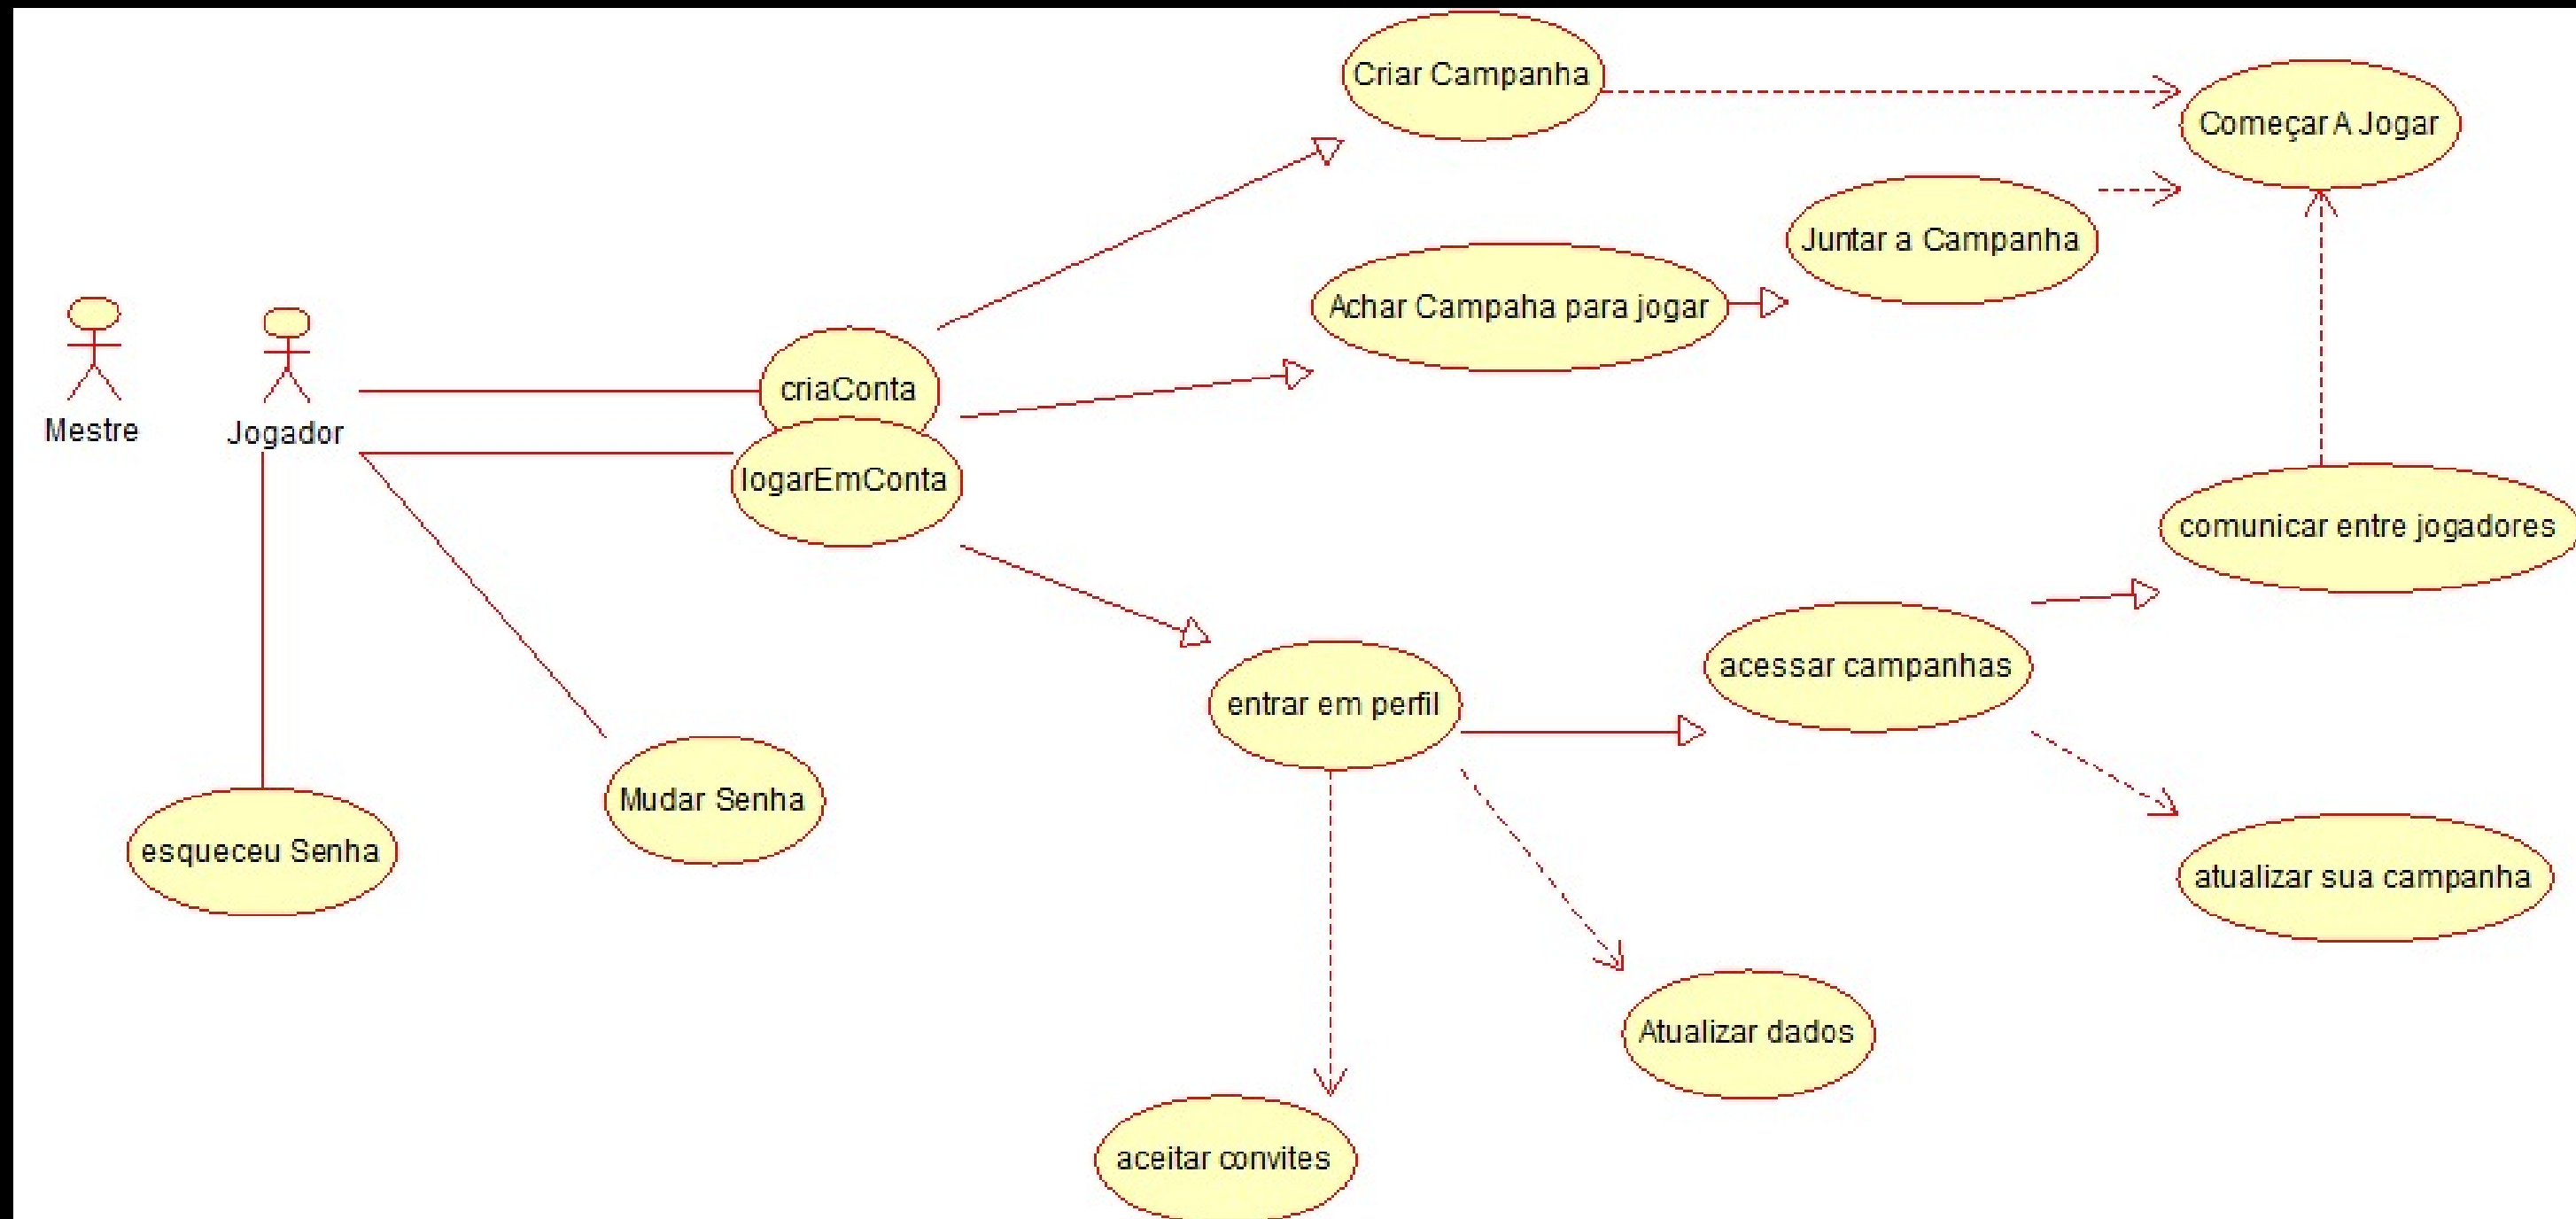 Criar Campanha
Começar A Jogar
Juntar a Campanha
Achar Campaha para jogar
criaConta
Mestre
Jogador
logarEmConta
comunicar entre jogadores
acessar campanhas
entrar em perfil
Mudar Senha
esqueceu Senha
atualizar sua campanha
Atualizar dados
aceitar convites